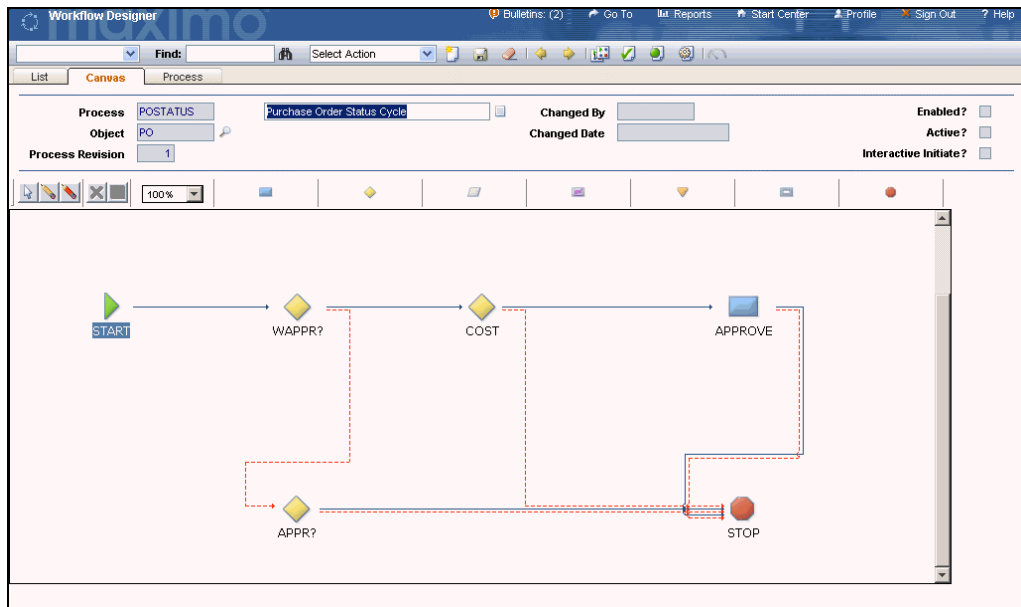 Workflow Designer
maximo
Bulletins: (2) Go To Reports Start Center Profile Sign Out ? Help
Find: Select Action
List Canvas Process
Process POSTATUS Purchase Order Status Cycle Changed By Enabled?
Object PO Changed Date Active?
Process Revision 1 Interactive Initiate?
100%
START WAPPR? COST APPROVE
APPR? STOP